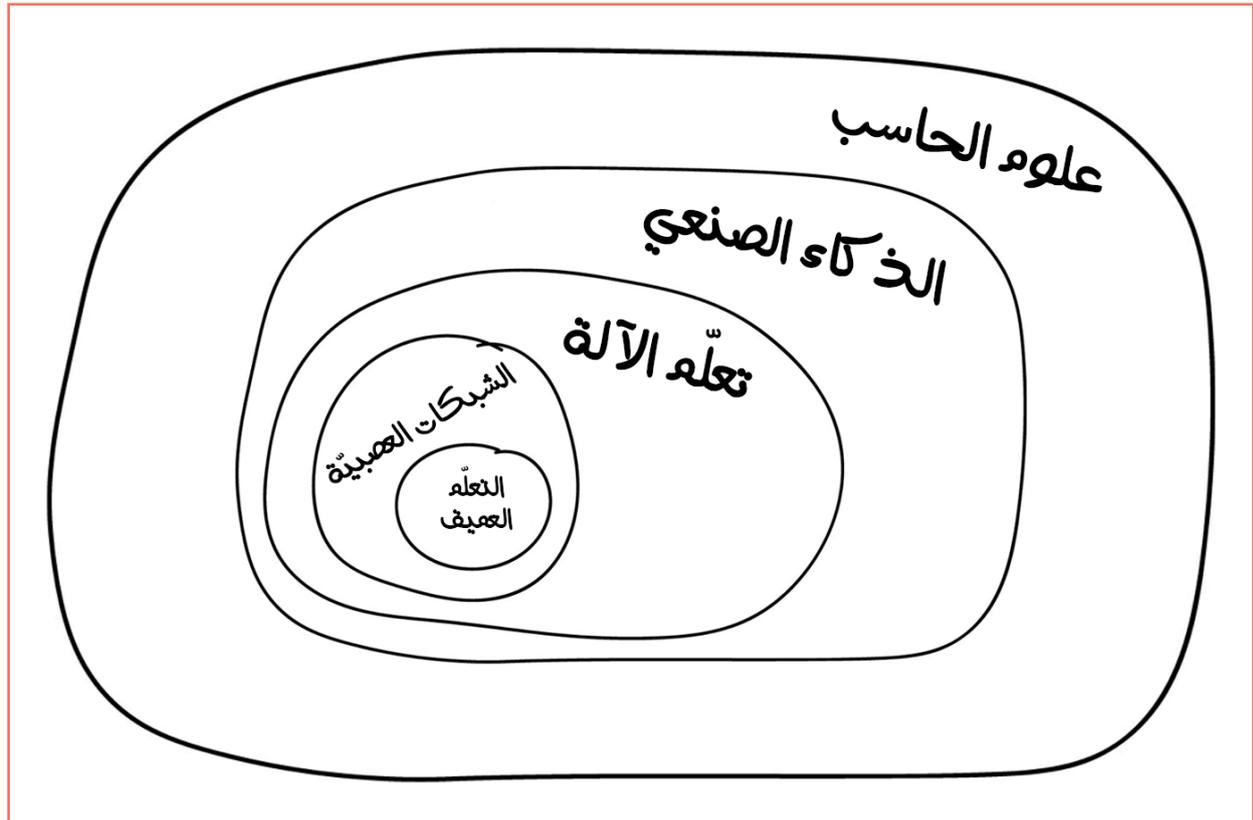 علوم الحاسب
الذكاء الصنعي
تعلّم الآلة
الشبكات العصبيّة
التعلّم
العميق